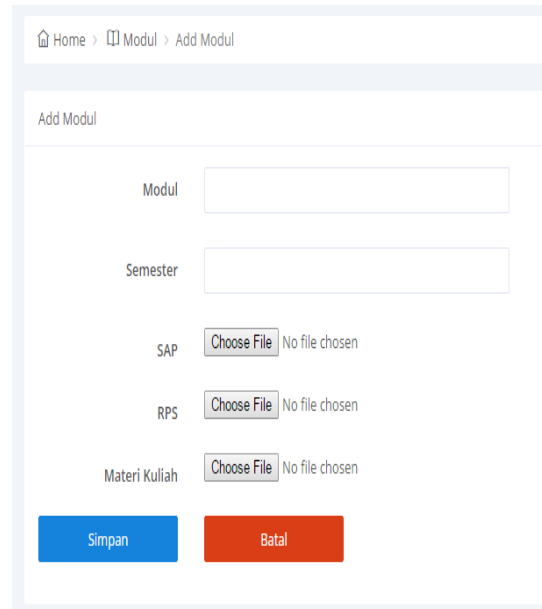 Home > Modul > Add Modul
Add Modul
Modul
Semester
SAP Choose File No file chosen
RPS Choose File No file chosen
Materi Kuliah Choose File No file chosen
Simpan Batal